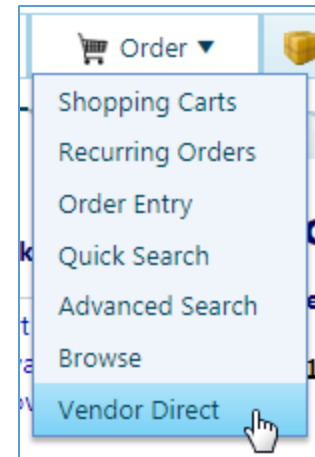 Order ▼
Shopping Carts
Recurring Orders
Order Entry
Quick Search
Advanced Search
Browse
Vendor Direct